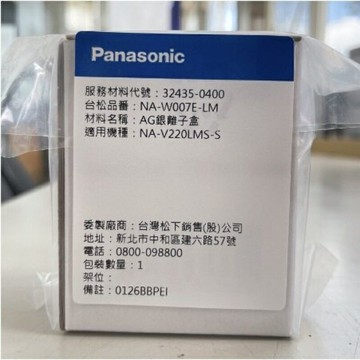 Panasonic
服務材料代號：32435-0400
台松品番：NA-W007E-LM
材料名稱：AG銀離子盒
適用機種：NA-V220LMS-S
委製廠商：台灣松下銷售(股)公司
地址：新北市中和區建六路57號
電話：0800-098800
包裝數量：1
架位：
備註：0126BBPEI